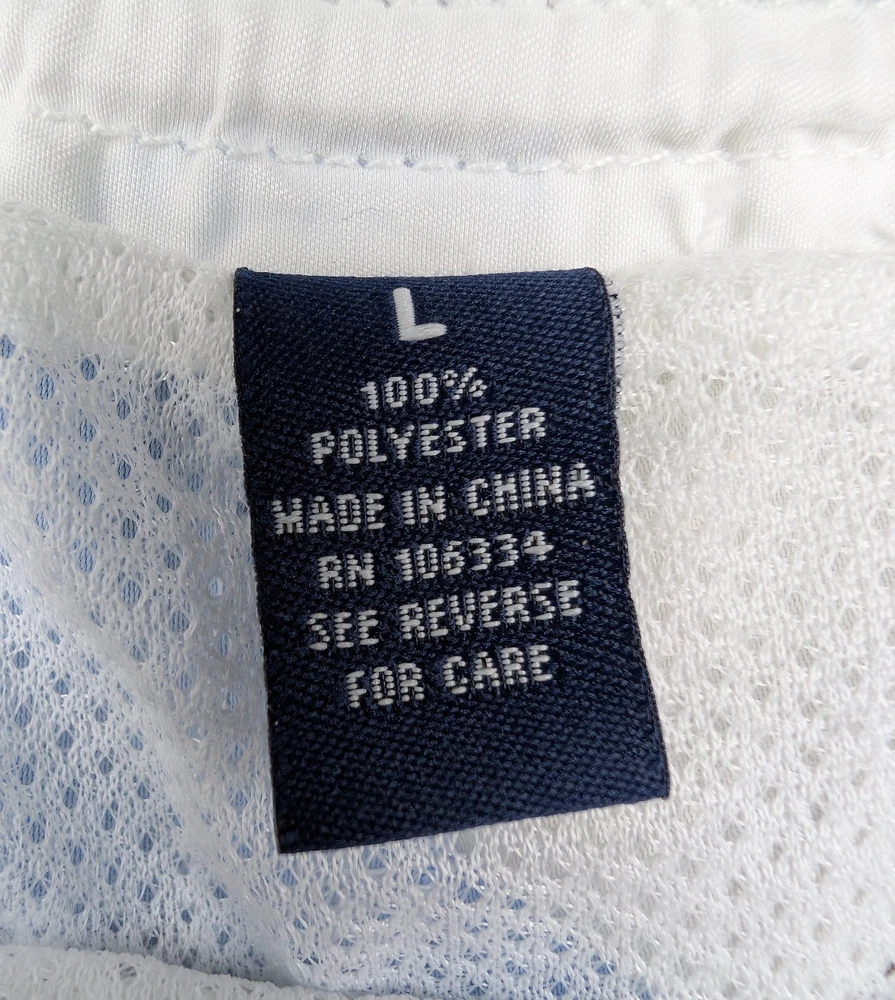 L
100%
POLYESTER
MADE IN CHINA
RN 106334
SEE REVERSE
FOR CARE